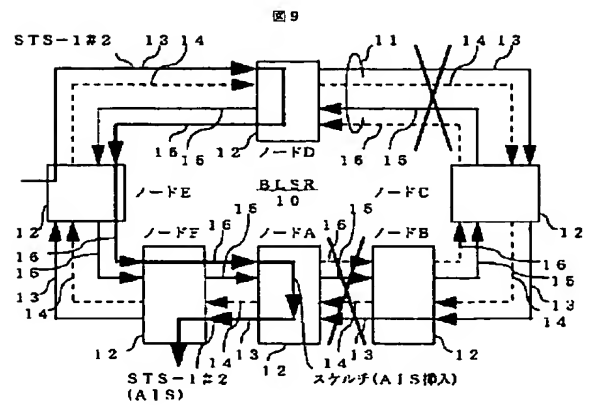 図9
STS-1#2 13 14 11 14 13
16 15 12 16 15
ノードD
ノードE BLSR ノードC
12 10 12
ノードF ノードA ノードB
16 15 16 15 16 15
16 15 13 14
13 14
14 13 14 13
12 12 12
STS-1#2 スケルチ(AIS挿入)
(AIS)